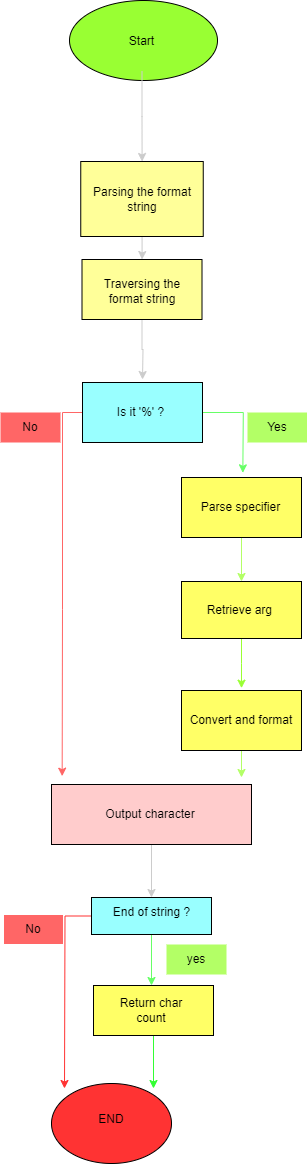 Start
Parsing the format
string
Traversing the
format string
Is it '%' ?
No
Yes
Parse specifier
Retrieve arg
Convert and format
Output character
End of string ?
No
yes
Return char
count
END